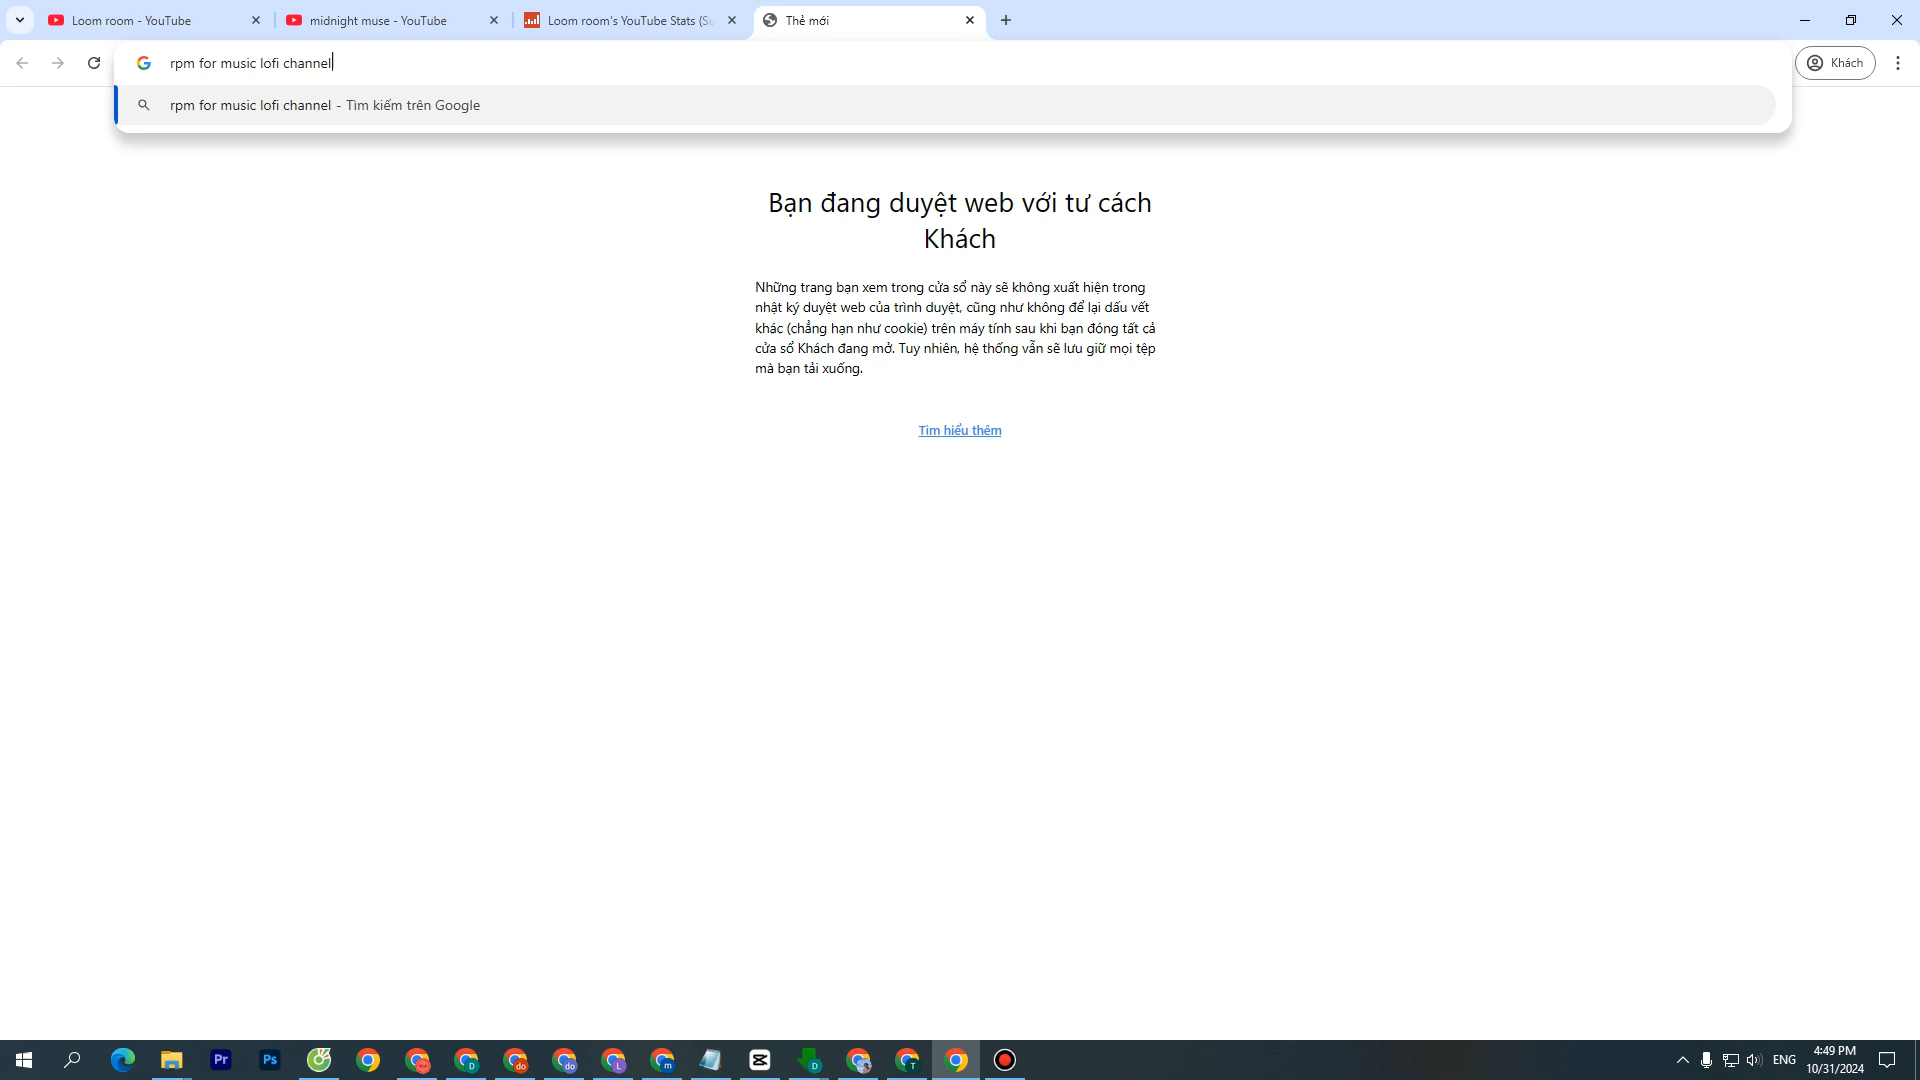 Loom room - YouTube
midnight muse - YouTube
Loom room's YouTube Stats (Su
Thẻ mới
rpm for music lofi channel
Khách
rpm for music lofi channel - Tìm kiếm trên Google
Bạn đang duyệt web với tư cách
Khách
Những trang bạn xem trong cửa sổ này sẽ không xuất hiện trong
nhật ký duyệt web của trình duyệt, cũng như không để lại dấu vết
khác (chẳng hạn như cookie) trên máy tính sau khi bạn đóng tất cả
cửa sổ Khách đang mở. Tuy nhiên, hệ thống vẫn sẽ lưu giữ mọi tệp
mà bạn tải xuống.
Tìm hiểu thêm
Pr
Ps
D
do
do
L
m
D
T
ENG
4:49 PM
10/31/2024